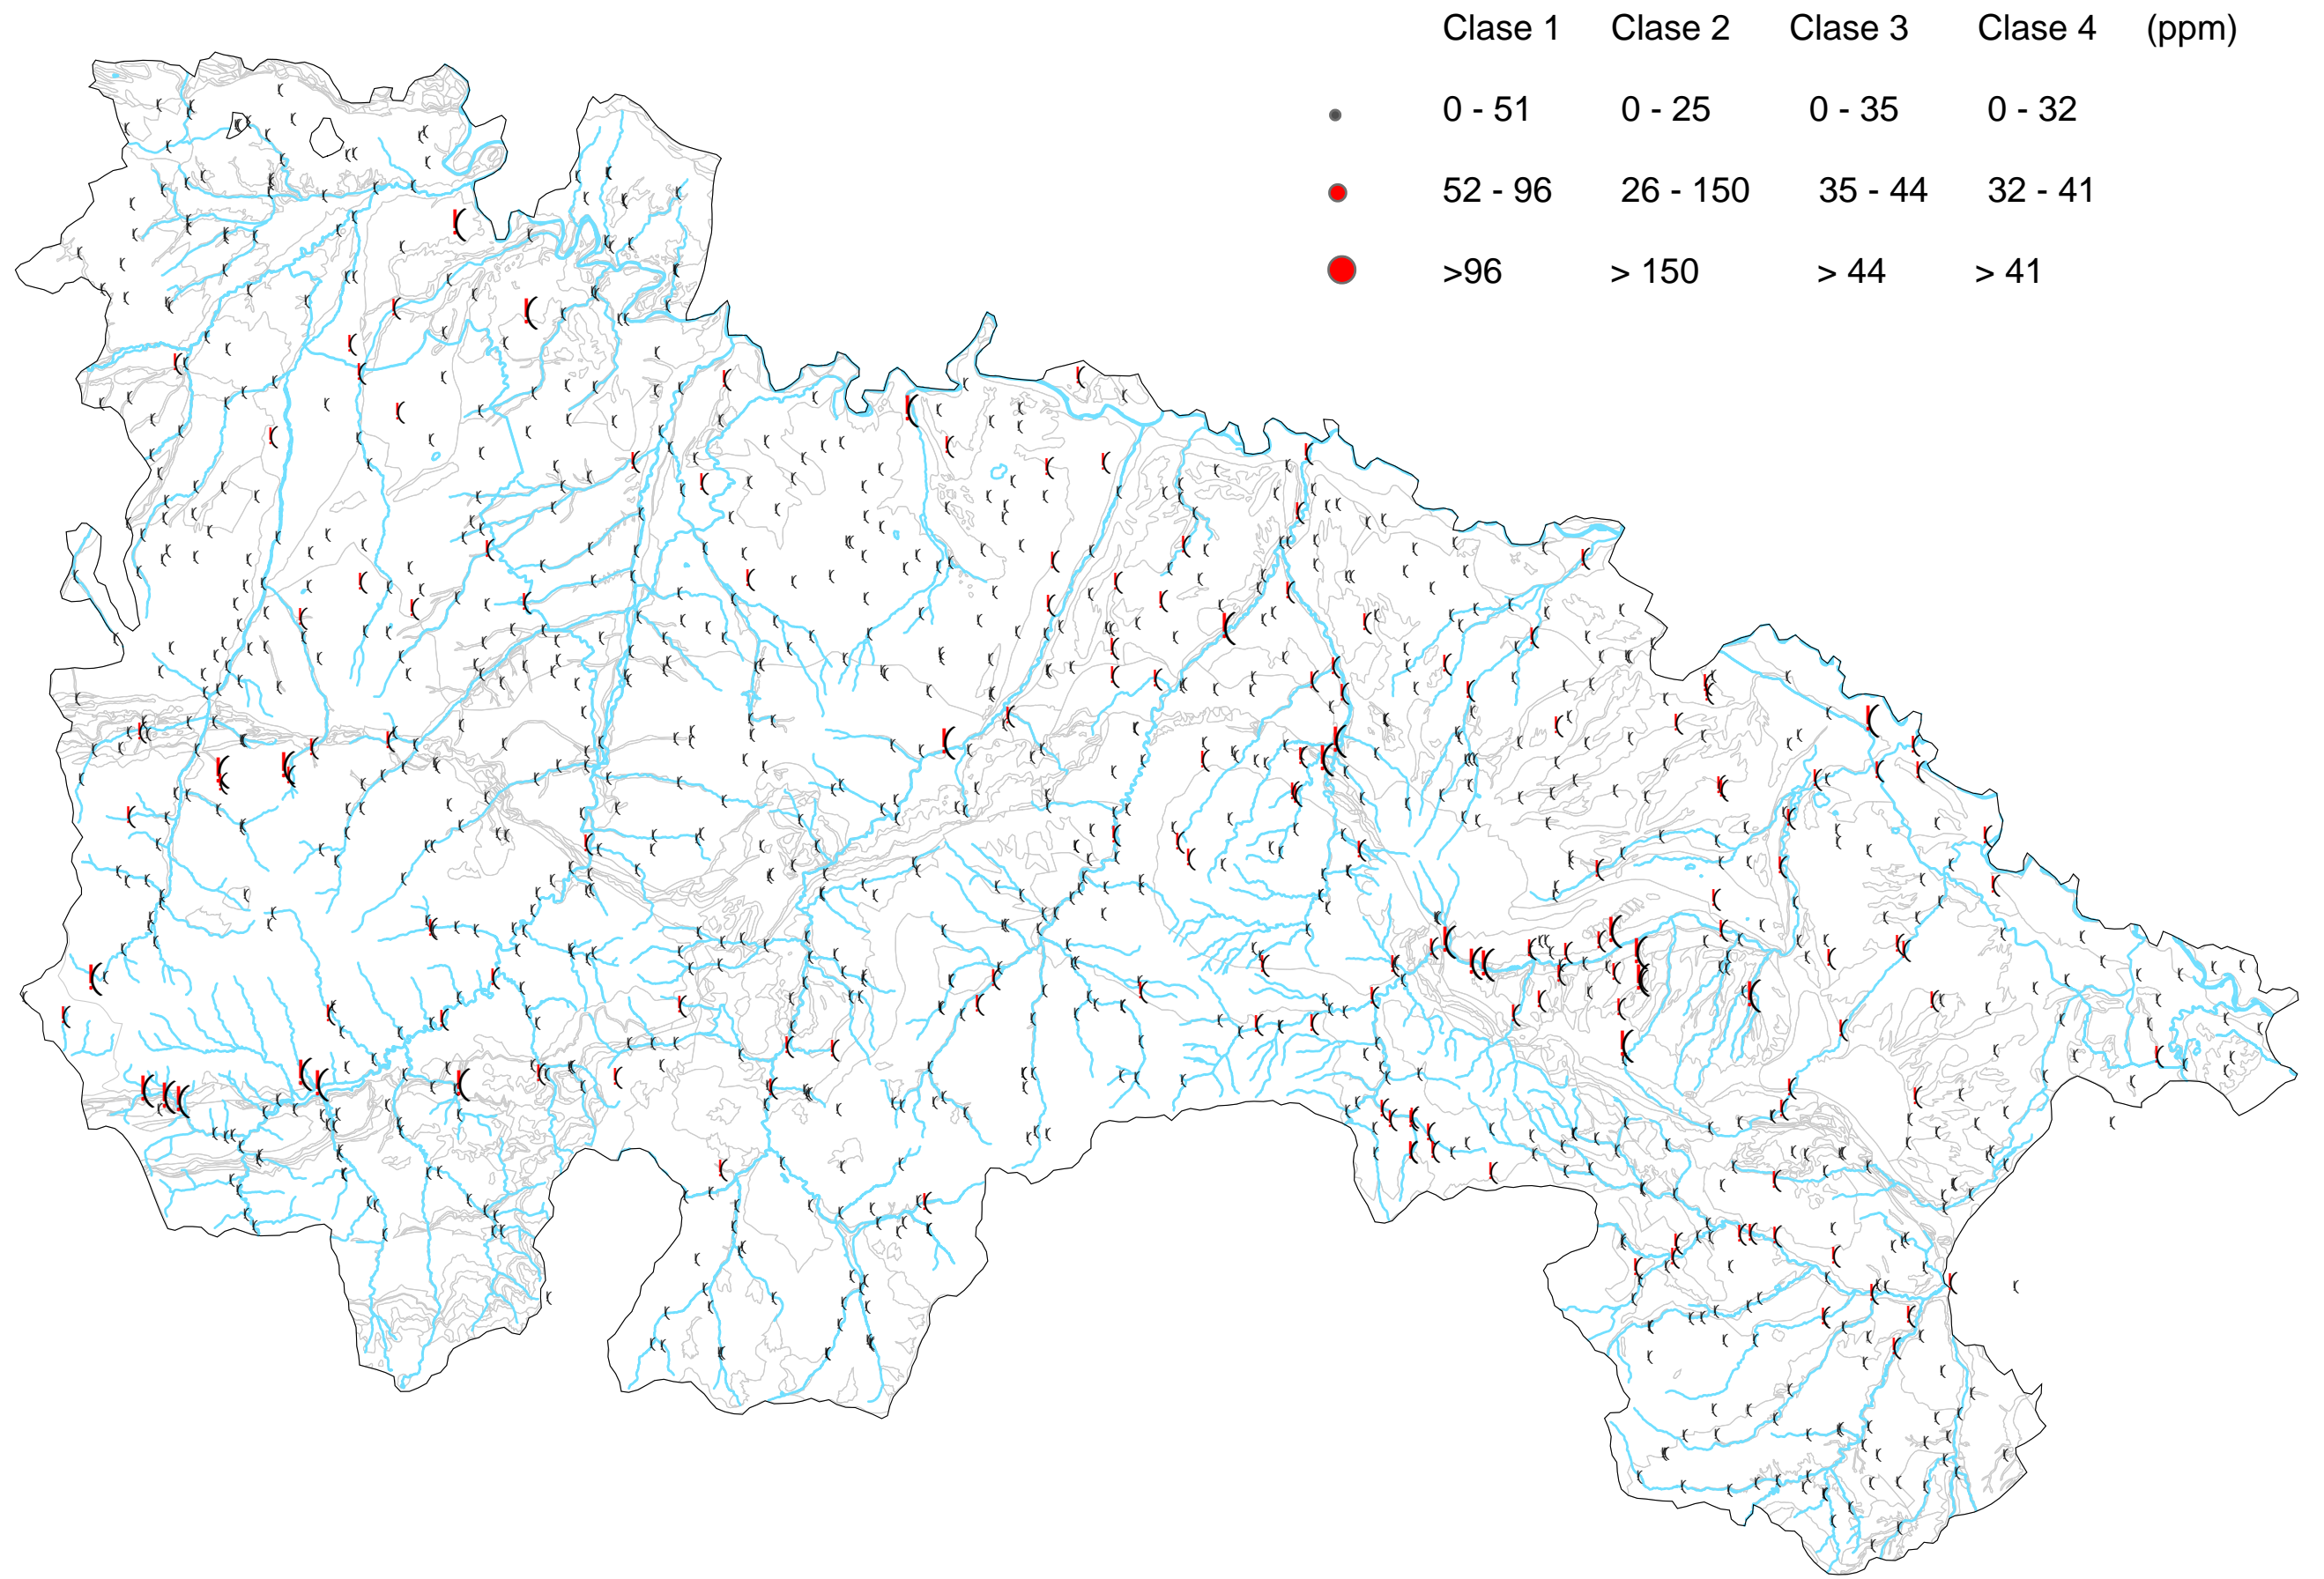 Clase 1 Clase 2 Clase 3 Clase 4 (ppm)
0 - 51 0 - 25 0 - 35 0 - 32
52 - 96 26 - 150 35 - 44 32 - 41
>96 > 150 > 44 > 41